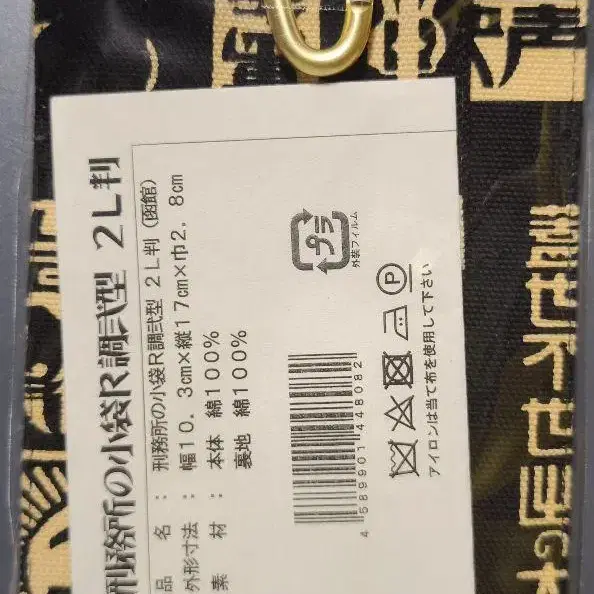 刑務所の小袋R調弐型 2L判
品名：刑務所の小袋R調弐型 2L判（函館）
外形寸法：幅10.3cm×縦17cm×巾2.8cm
素材：本体 綿100%
裏地 綿100%
プラ
外装フィルム
4 589901 448082
P
アイロンは当て布を使用して下さい